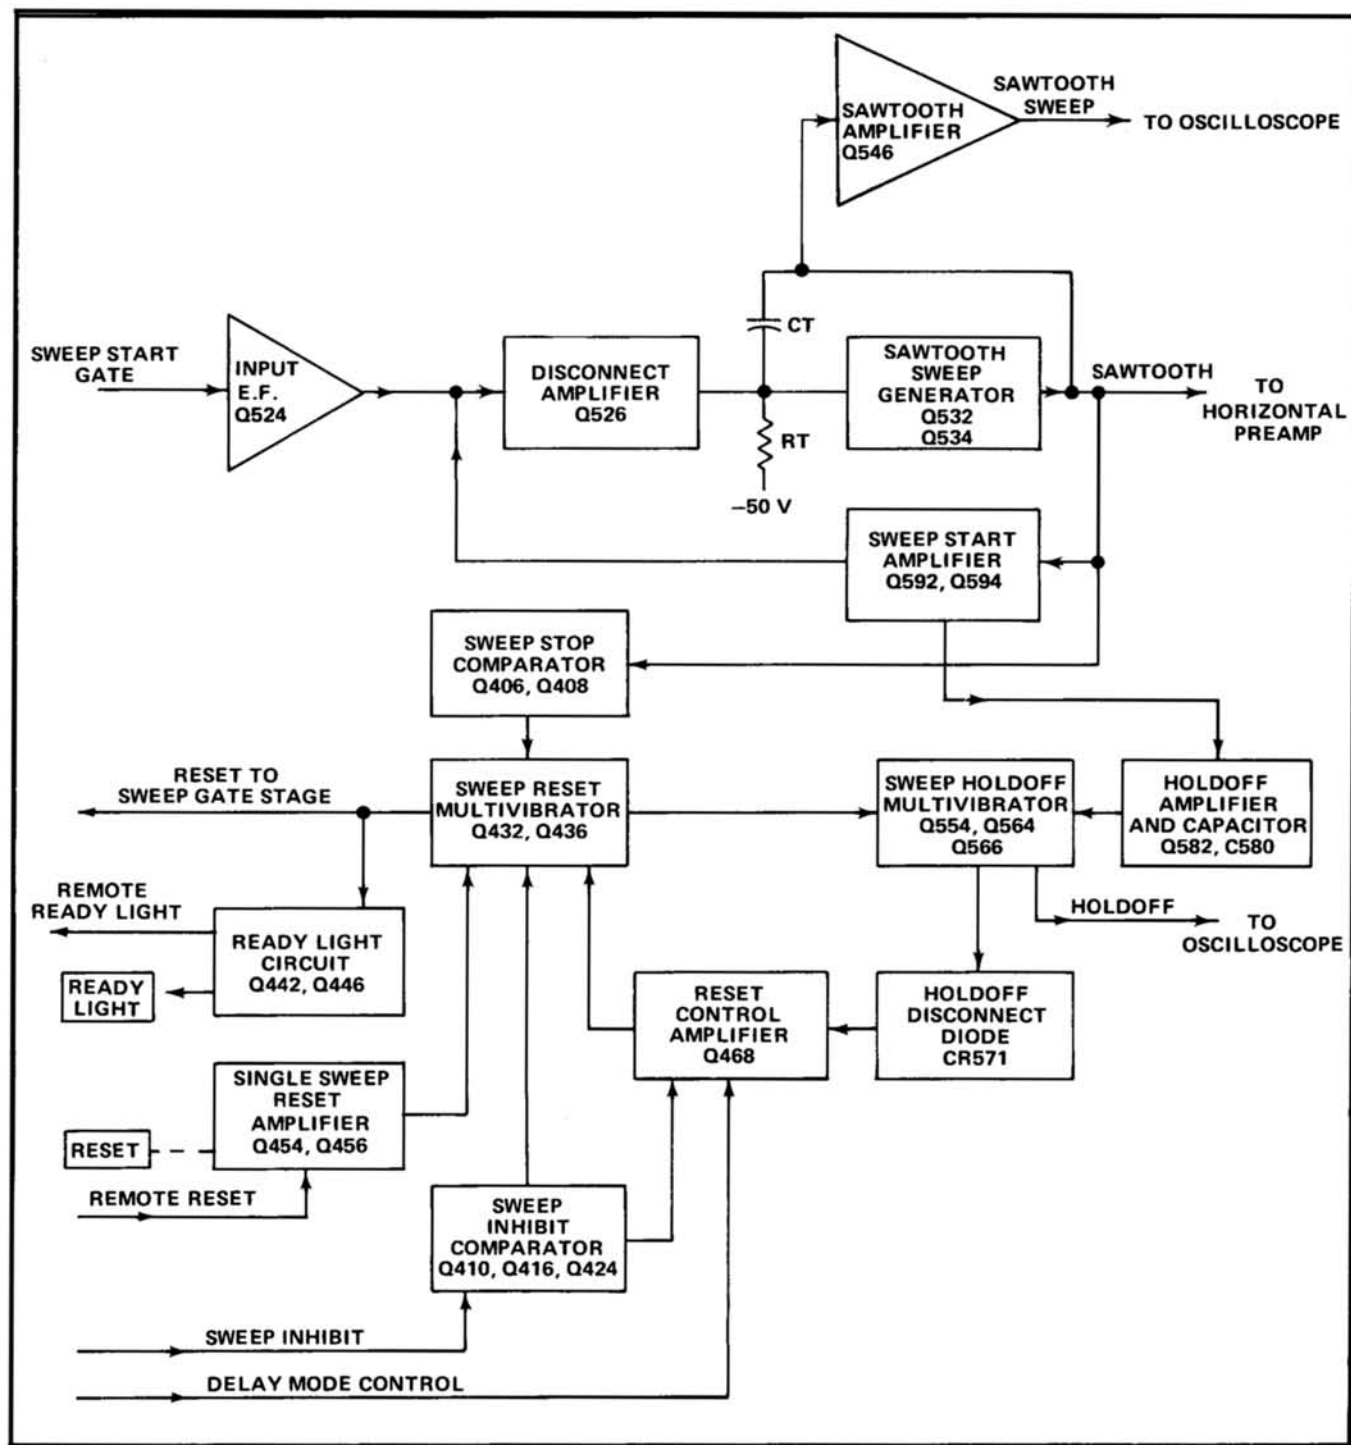 SAWTOOTH
SWEEP
SAWTOOTH
AMPLIFIER
Q546
TO OSCILLOSCOPE
SWEEP START
GATE
INPUT
E.F.
Q524
DISCONNECT
AMPLIFIER
Q526
CT
RT
−50 V
SAWTOOTH
SWEEP
GENERATOR
Q532
Q534
SAWTOOTH
TO
HORIZONTAL
PREAMP
SWEEP START
AMPLIFIER
Q592, Q594
SWEEP STOP
COMPARATOR
Q406, Q408
RESET TO
SWEEP GATE STAGE
SWEEP RESET
MULTIVIBRATOR
Q432, Q436
SWEEP HOLDOFF
MULTIVIBRATOR
Q554, Q564
Q566
HOLDOFF
AMPLIFIER
AND CAPACITOR
Q582, C580
REMOTE
READY LIGHT
READY LIGHT
CIRCUIT
Q442, Q446
READY
LIGHT
HOLDOFF
TO
OSCILLOSCOPE
RESET
CONTROL
AMPLIFIER
Q468
HOLDOFF
DISCONNECT
DIODE
CR571
SINGLE SWEEP
RESET
AMPLIFIER
Q454, Q456
RESET
REMOTE RESET
SWEEP
INHIBIT
COMPARATOR
Q410, Q416, Q424
SWEEP INHIBIT
DELAY MODE CONTROL